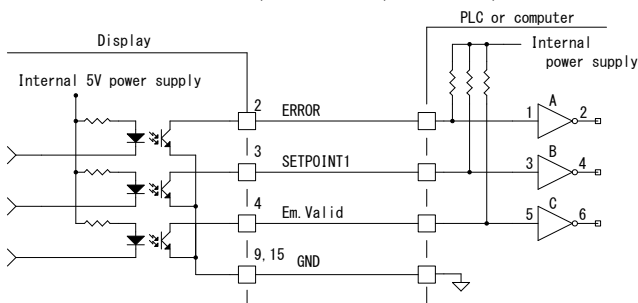 PLC or computer
Display
Internal
power supply
Internal 5V power supply
2 ERROR
1 A 2
3 SETPOINT1
3 B 4
4 Em.Valid
5 C 6
9,15 GND